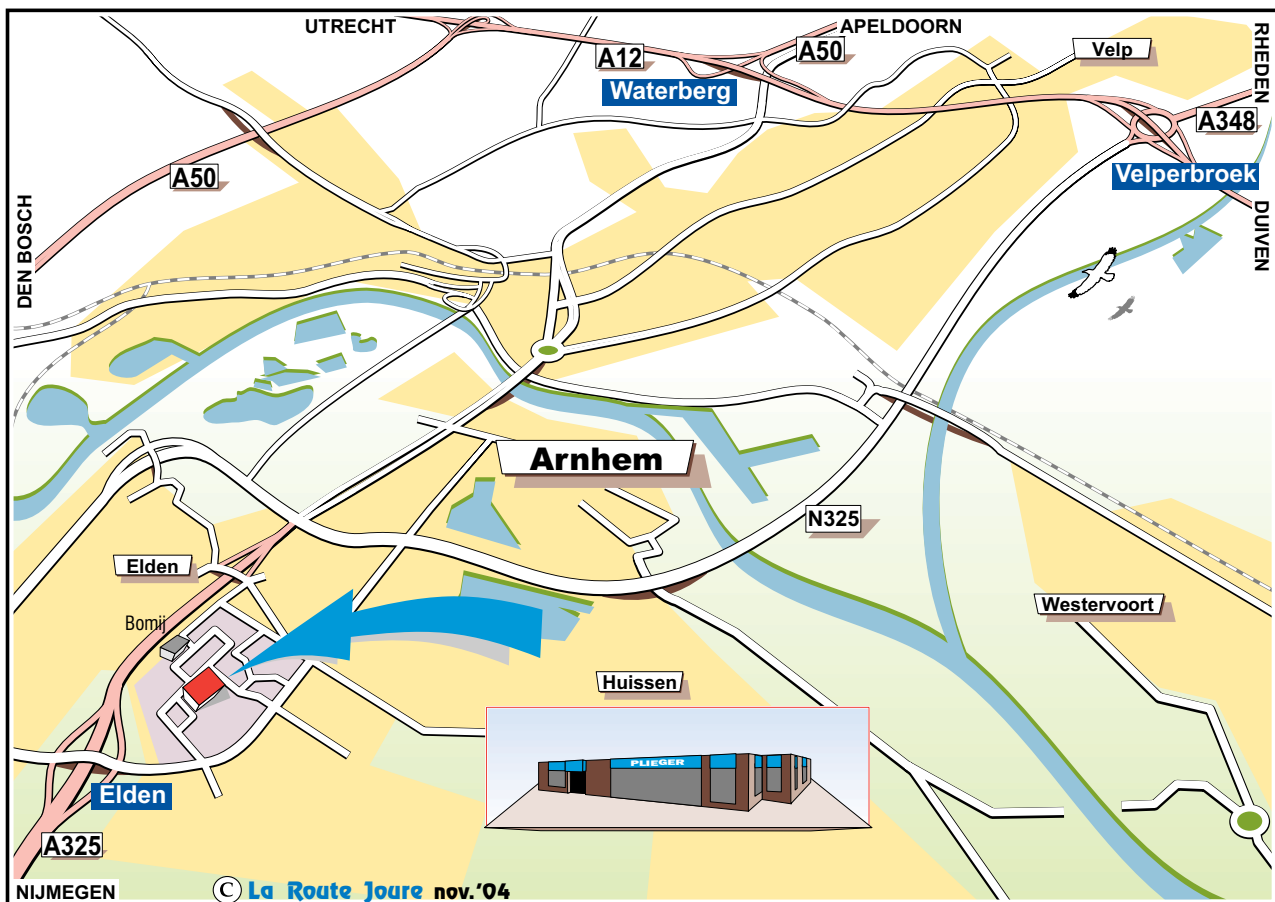 UTRECHT
APELDOORN
A12
A50
Velp
RHEDEN
Waterberg
A348
A50
Velperbroek
DEN BOSCH
DUIVEN
Arnhem
N325
Elden
Westervoort
Bomij
Huissen
PLIEGER
Elden
A325
NIJMEGEN
© La Route Joure nov.'04